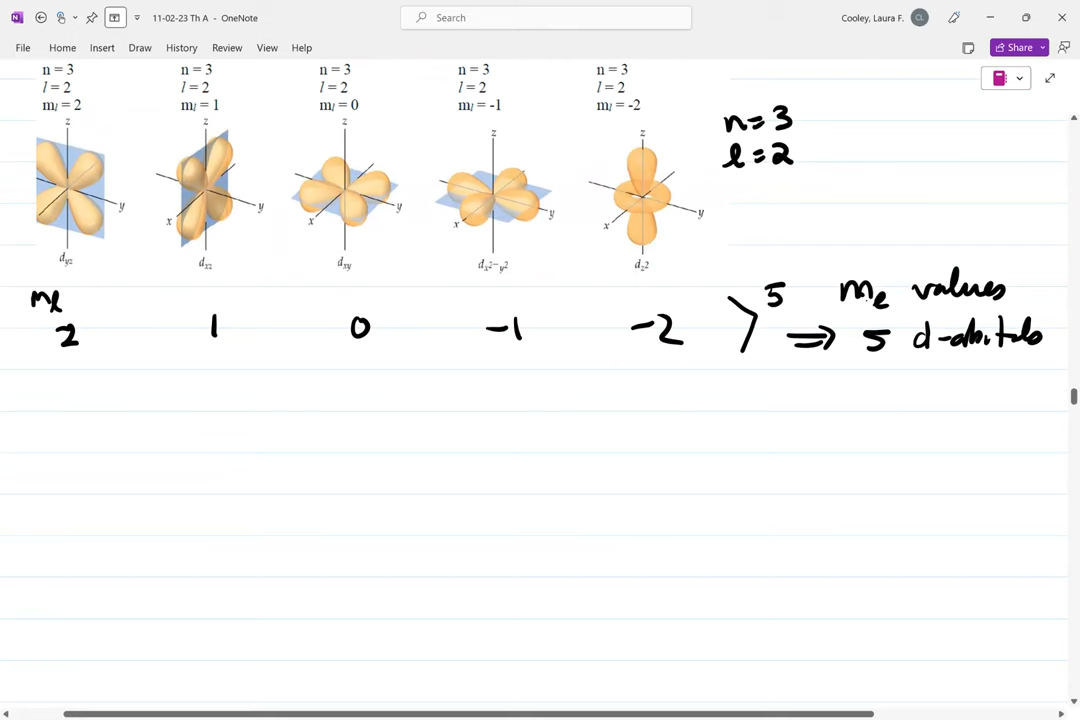 11-02-23 Th A - OneNote
Search
Cooley, Laura F.
CL
File Home Insert Draw History Review View Help
Share
n = 3 n = 3 n = 3 n = 3 n = 3
l = 2 l = 2 l = 2 l = 2 l = 2
ml = 2 ml = 1 ml = 0 ml = -1 ml = -2
n = 3
l = 2
z z z z z
y y y y y
x x x x
dyz dxz dxy dx²-y² dz²
ml 5 ml values
2 1 0 -1 -2 ⟹ 5 d-orbitals